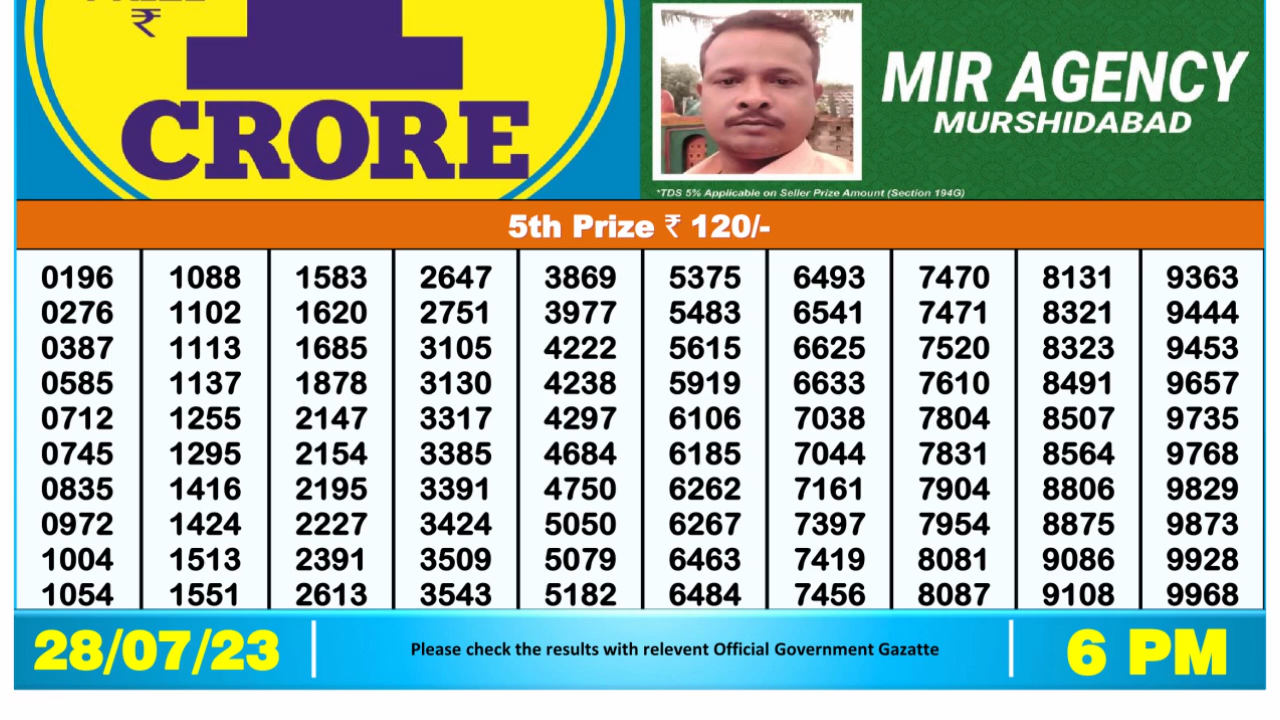 ₹
CRORE
MIR AGENCY
MURSHIDABAD
*TDS 5% Applicable on Seller Prize Amount (Section 194G)
5th Prize ₹ 120/-
0196 1088 1583 2647 3869 5375 6493 7470 8131 9363
0276 1102 1620 2751 3977 5483 6541 7471 8321 9444
0387 1113 1685 3105 4222 5615 6625 7520 8323 9453
0585 1137 1878 3130 4238 5919 6633 7610 8491 9657
0712 1255 2147 3317 4297 6106 7038 7804 8507 9735
0745 1295 2154 3385 4684 6185 7044 7831 8564 9768
0835 1416 2195 3391 4750 6262 7161 7904 8806 9829
0972 1424 2227 3424 5050 6267 7397 7954 8875 9873
1004 1513 2391 3509 5079 6463 7419 8081 9086 9928
1054 1551 2613 3543 5182 6484 7456 8087 9108 9968
28/07/23
Please check the results with relevent Official Government Gazatte
6 PM